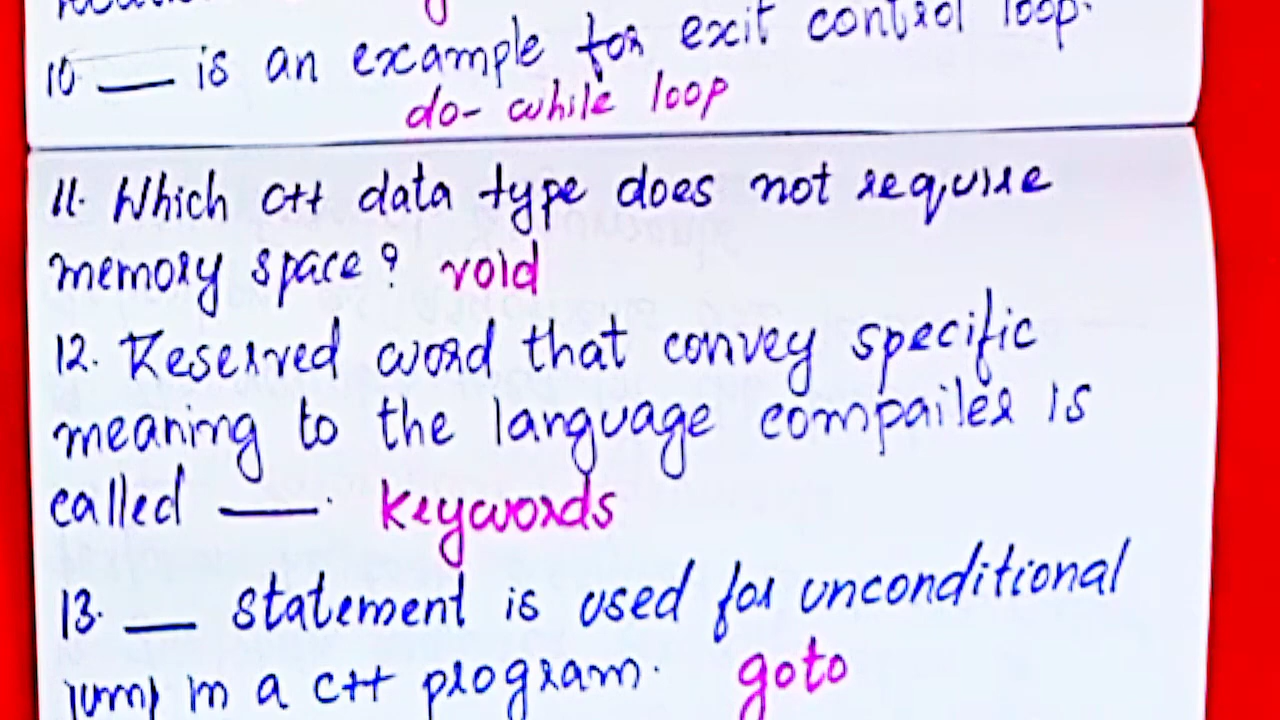 10 ___ is an example for exit control loop.
do- while loop
11. Which c++ data type does not require
memory space? void
12. Reserved word that convey specific
meaning to the language compailer is
called ___. Keywords
13. ___ statement is used for unconditional
jump in a c++ program. goto